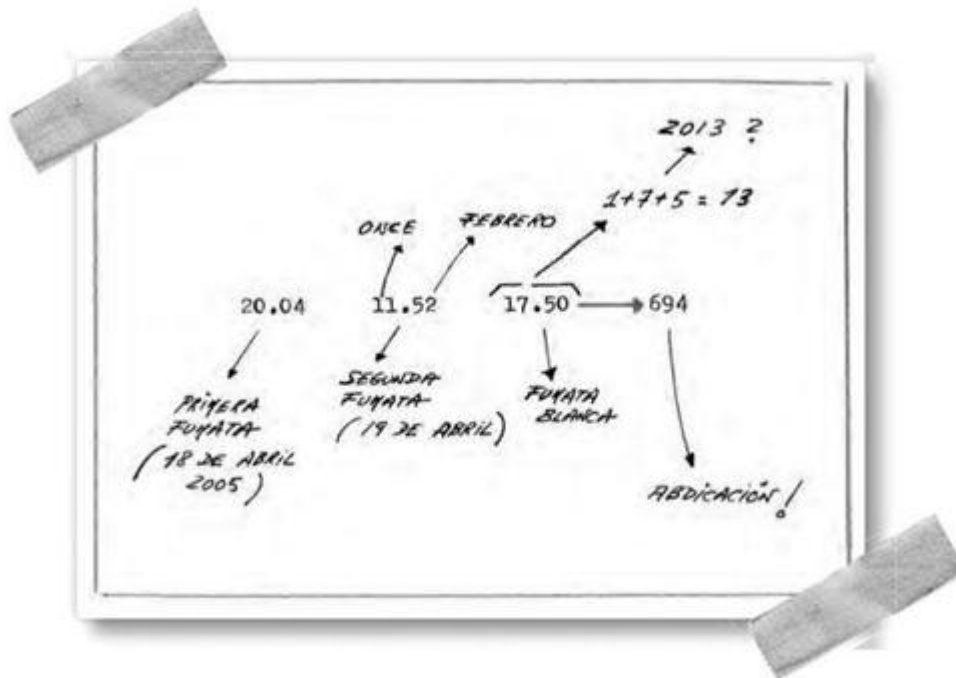 2013 ?
1+7+5 = 13
ONCE FEBRERO
20.04 11.52 17.50 694
PRIMERA
FUMATA
(18 DE ABRIL
2005)
SEGUNDA
FUMATA
(19 DE ABRIL)
FUMATA
BLANCA
ABDICACIÓN!